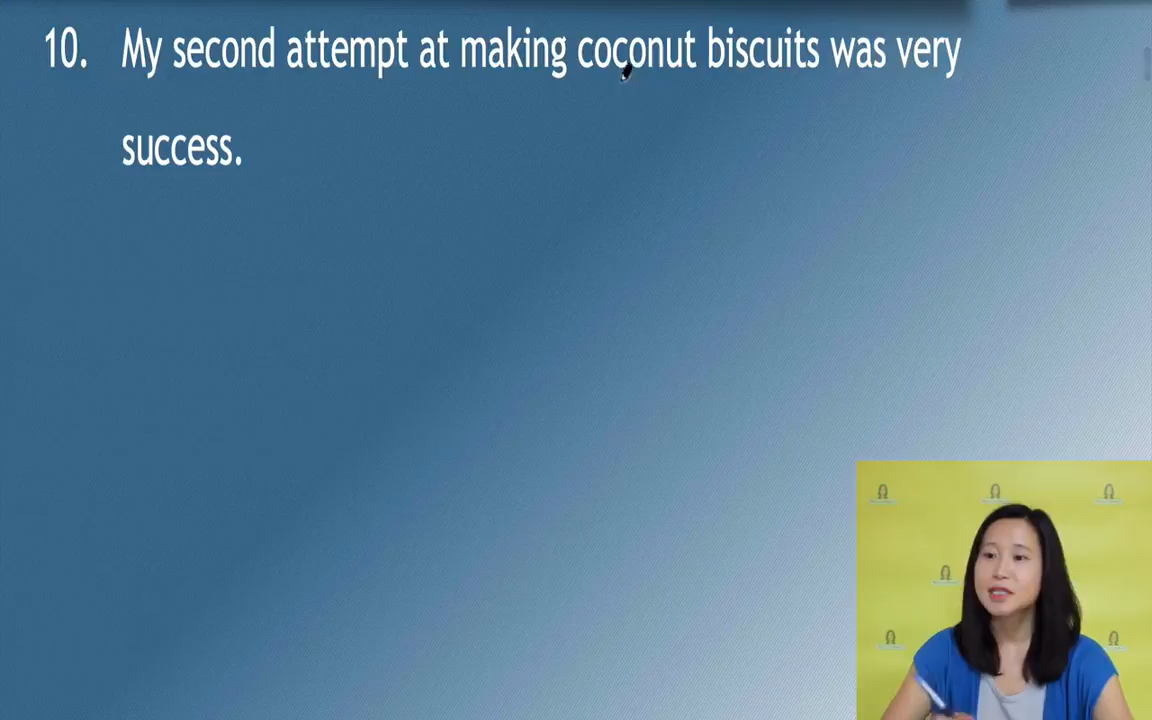 10. My second attempt at making coconut biscuits was very
success.